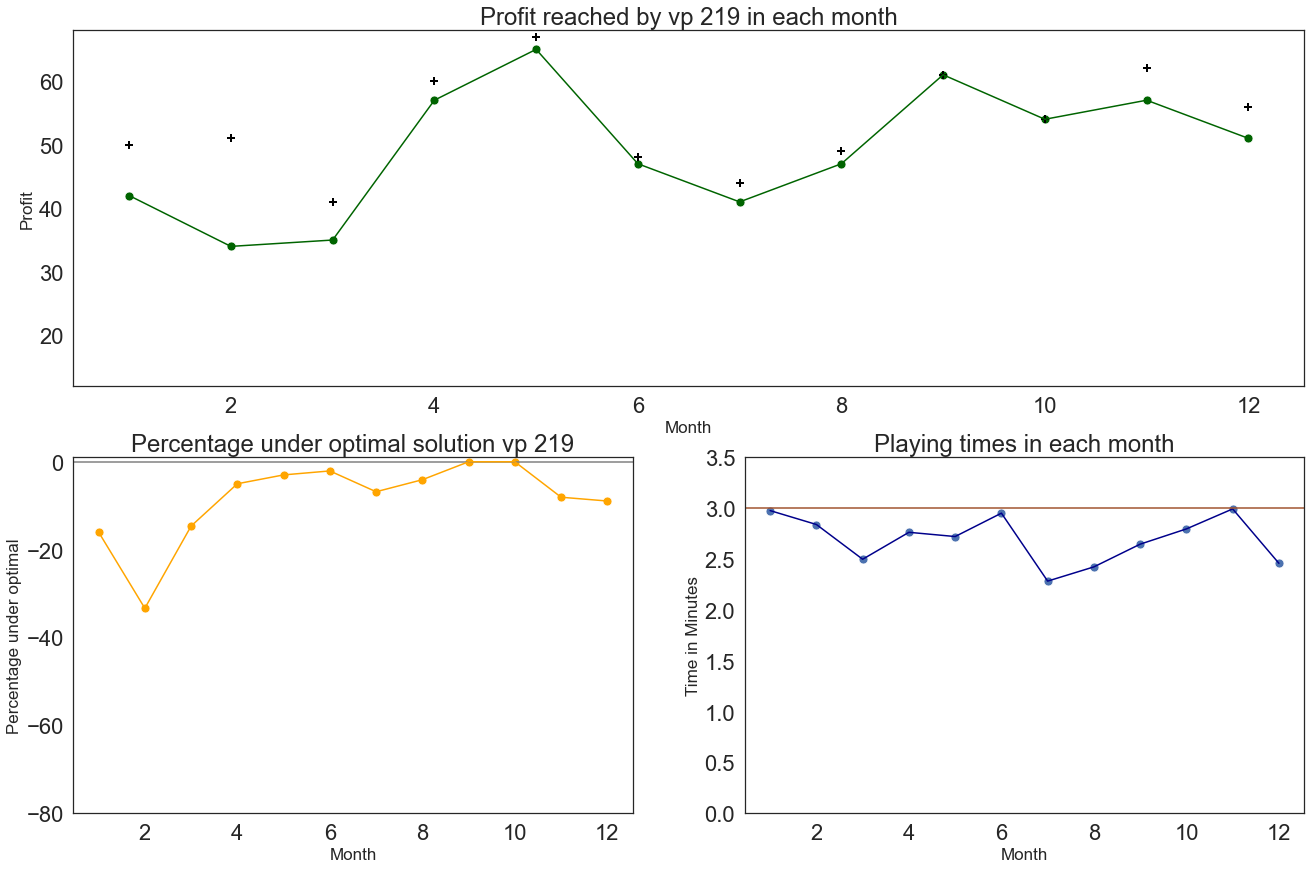 Profit reached by vp 219 in each month
60
50
40
30
20
Profit
2 4 6 8 10 12
Month
Percentage under optimal solution vp 219
0
−20
−40
−60
−80
Percentage under optimal
2 4 6 8 10 12
Month
Playing times in each month
3.5
3.0
2.5
2.0
1.5
1.0
0.5
0.0
Time in Minutes
2 4 6 8 10 12
Month